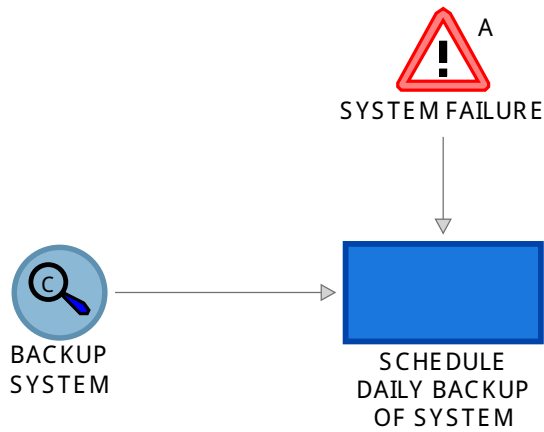 A
SYSTEM FAILURE
C
BACKUP
SYSTEM
SCHEDULE
DAILY BACKUP
OF SYSTEM